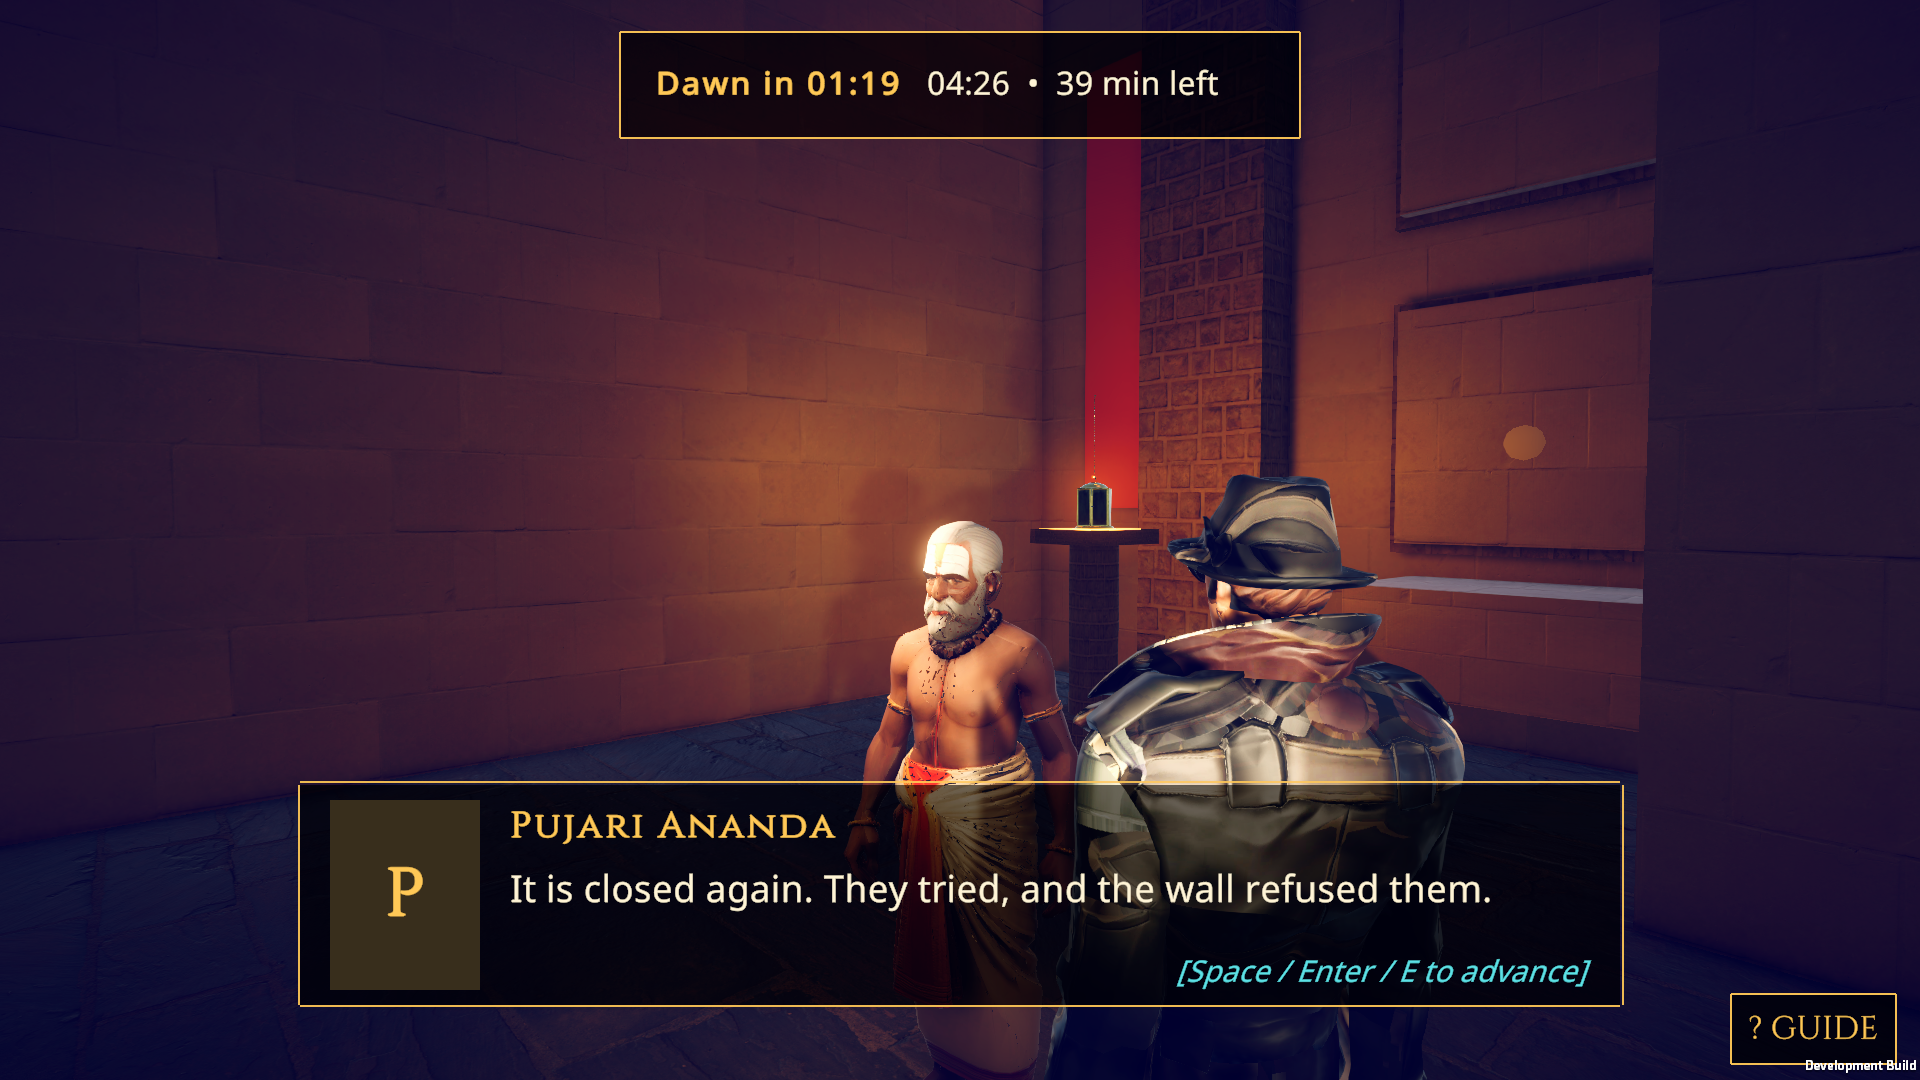 Dawn in 01:19 04:26 • 39 min left
Pujari Ananda
P
It is closed again. They tried, and the wall refused them.
[Space / Enter / E to advance]
? GUIDE
Development Build